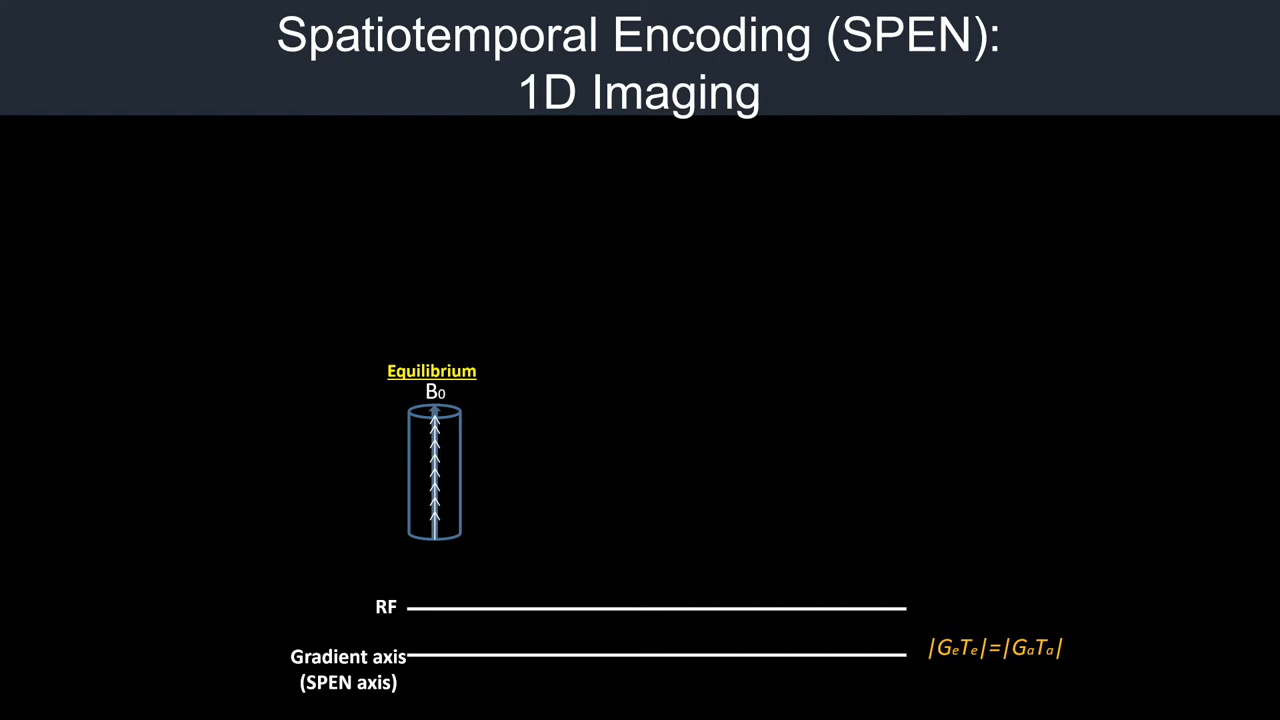 Spatiotemporal Encoding (SPEN):
1D Imaging
Equilibrium
B₀
RF
Gradient axis
(SPEN axis)
|GₑTₑ|=|GₐTₐ|